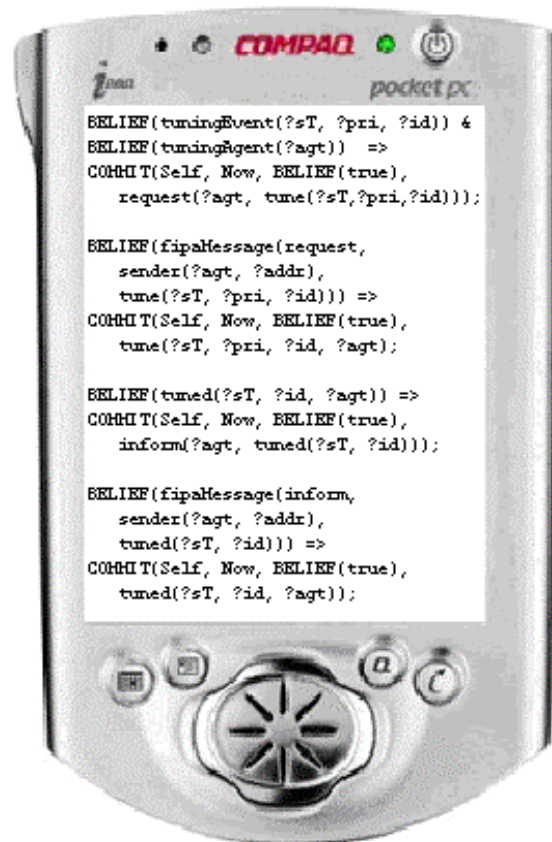 COMPAQ
iPAQ
pocket pc
BELIEF(tuningEvent(?sT, ?pri, ?id)) &
BELIEF(tuningAgent(?agt)) =>
COMMIT(Self, Now, BELIEF(true),
request(?agt, tune(?sT,?pri,?id)));
BELIEF(fipaMessage(request,
sender(?agt, ?addr),
tune(?sT, ?pri, ?id))) =>
COMMIT(Self, Now, BELIEF(true),
tune(?sT, ?pri, ?id, ?agt);
BELIEF(tuned(?sT, ?id, ?agt)) =>
COMMIT(Self, Now, BELIEF(true),
inform(?agt, tuned(?sT, ?id)));
BELIEF(fipaMessage(inform,
sender(?agt, ?addr),
tuned(?sT, ?id))) =>
COMMIT(Self, Now, BELIEF(true),
tuned(?sT, ?id, ?agt));